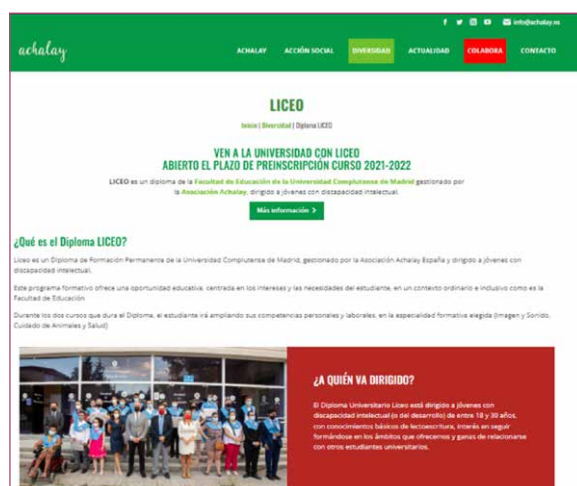 info@achalay.es
achalay
ACHALAY ACCIÓN SOCIAL DIVERSIDAD ACTUALIDAD COLABORA CONTACTO
LICEO
Inicio | Diversidad | Diploma LICEO
VEN A LA UNIVERSIDAD CON LICEO
ABIERTO EL PLAZO DE PREINSCRIPCIÓN CURSO 2021-2022
LICEO es un diploma de la Facultad de Educación de la Universidad Complutense de Madrid gestionado por
la Asociación Achalay, dirigido a jóvenes con discapacidad intelectual.
Más información >
¿Qué es el Diploma LICEO?
Liceo es un Diploma de Formación Permanente de la Universidad Complutense de Madrid, gestionado por la Asociación Achalay España y dirigido a jóvenes con
discapacidad intelectual.
Este programa formativo ofrece una oportunidad educativa, centrada en los intereses y las necesidades del estudiante, en un contexto ordinario e inclusivo como es la
Facultad de Educación
Durante los dos cursos que dura el Diploma, el estudiante irá ampliando sus competencias personales y laborales, en la especialidad formativa elegida (Imagen y Sonido,
Cuidado de Animales y Salud)
¿A QUIÉN VA DIRIGIDO?
El Diploma Universitario Liceo está dirigido a jóvenes con
discapacidad intelectual (o del desarrollo) de entre 18 y 30 años,
con conocimientos básicos de lectoescritura, interés en seguir
formándose en los ámbitos que ofrecemos y ganas de relacionarse
con otros estudiantes universitarios.